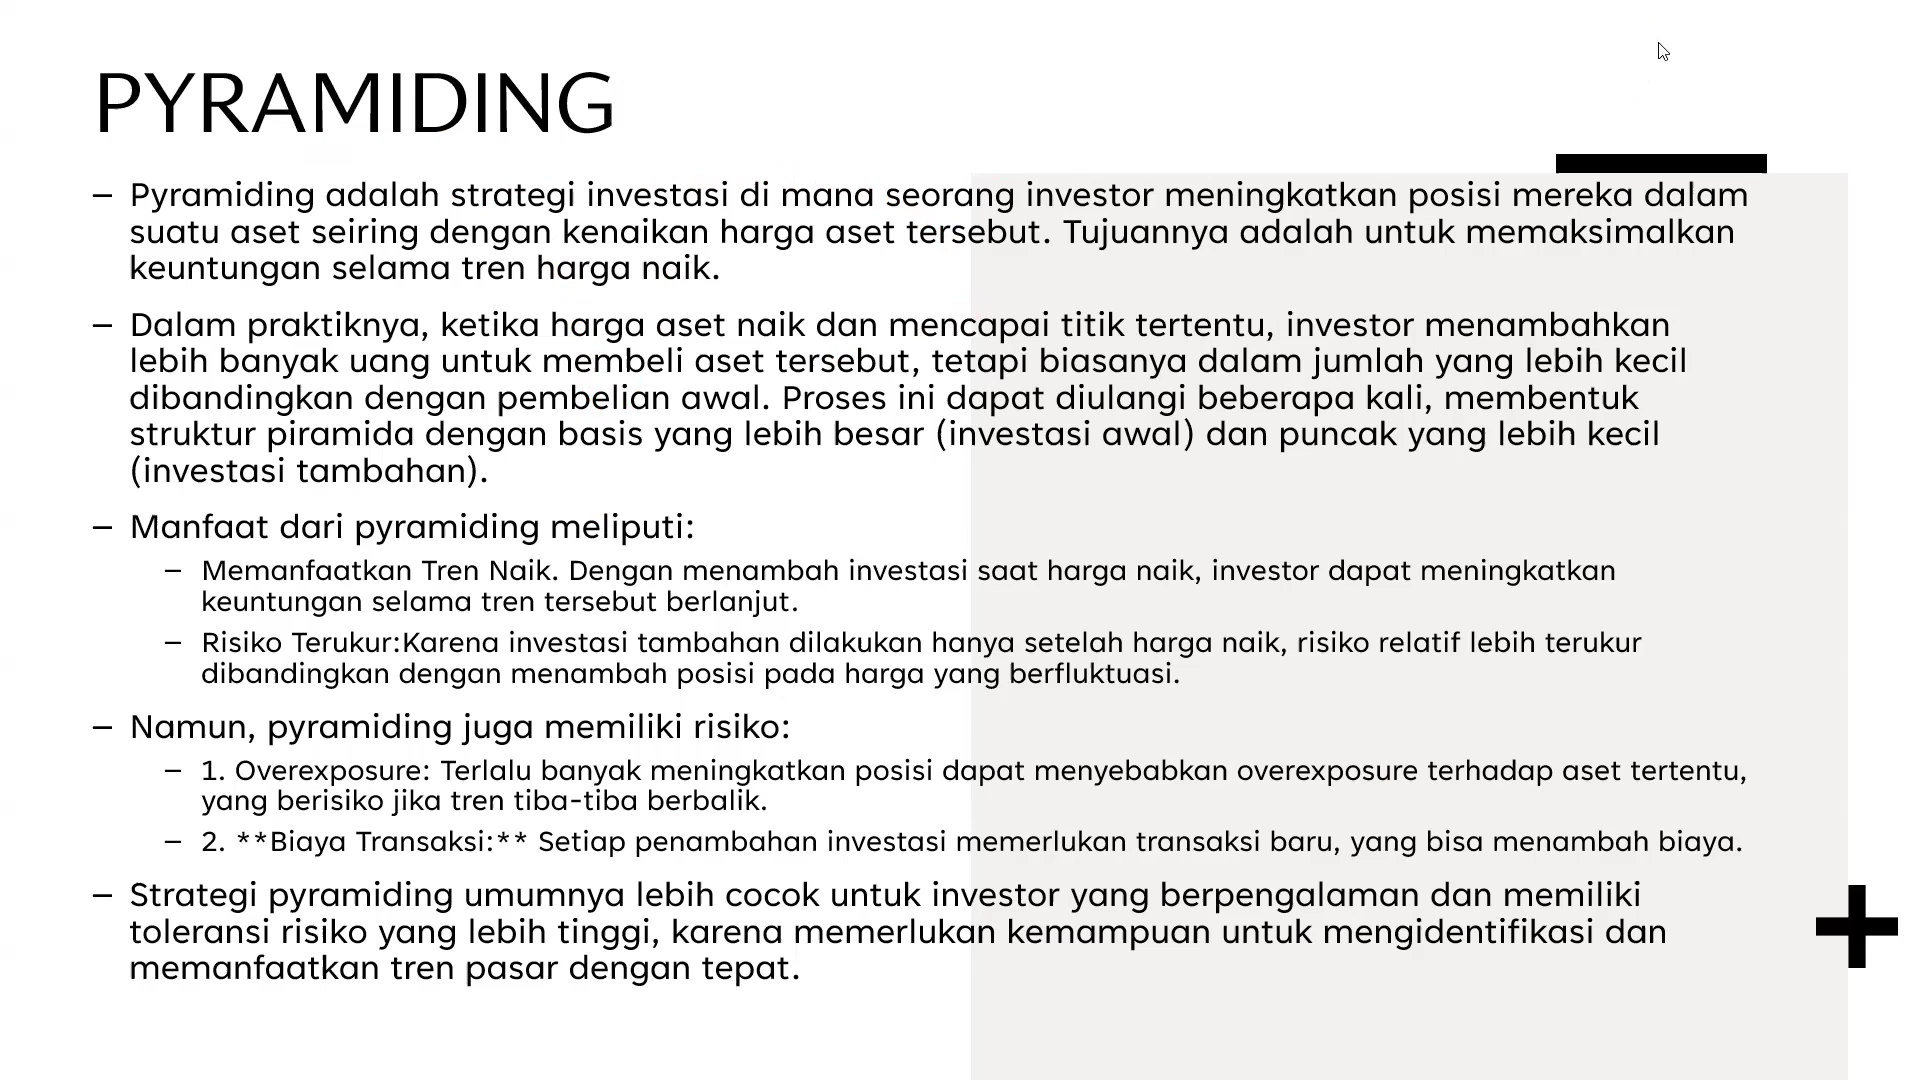 PYRAMIDING
– Pyramiding adalah strategi investasi di mana seorang investor meningkatkan posisi mereka dalam
suatu aset seiring dengan kenaikan harga aset tersebut. Tujuannya adalah untuk memaksimalkan
keuntungan selama tren harga naik.
– Dalam praktiknya, ketika harga aset naik dan mencapai titik tertentu, investor menambahkan
lebih banyak uang untuk membeli aset tersebut, tetapi biasanya dalam jumlah yang lebih kecil
dibandingkan dengan pembelian awal. Proses ini dapat diulangi beberapa kali, membentuk
struktur piramida dengan basis yang lebih besar (investasi awal) dan puncak yang lebih kecil
(investasi tambahan).
– Manfaat dari pyramiding meliputi:
– Memanfaatkan Tren Naik. Dengan menambah investasi saat harga naik, investor dapat meningkatkan
keuntungan selama tren tersebut berlanjut.
– Risiko Terukur:Karena investasi tambahan dilakukan hanya setelah harga naik, risiko relatif lebih terukur
dibandingkan dengan menambah posisi pada harga yang berfluktuasi.
– Namun, pyramiding juga memiliki risiko:
– 1. Overexposure: Terlalu banyak meningkatkan posisi dapat menyebabkan overexposure terhadap aset tertentu,
yang berisiko jika tren tiba-tiba berbalik.
– 2. **Biaya Transaksi:** Setiap penambahan investasi memerlukan transaksi baru, yang bisa menambah biaya.
– Strategi pyramiding umumnya lebih cocok untuk investor yang berpengalaman dan memiliki
toleransi risiko yang lebih tinggi, karena memerlukan kemampuan untuk mengidentifikasi dan
memanfaatkan tren pasar dengan tepat.